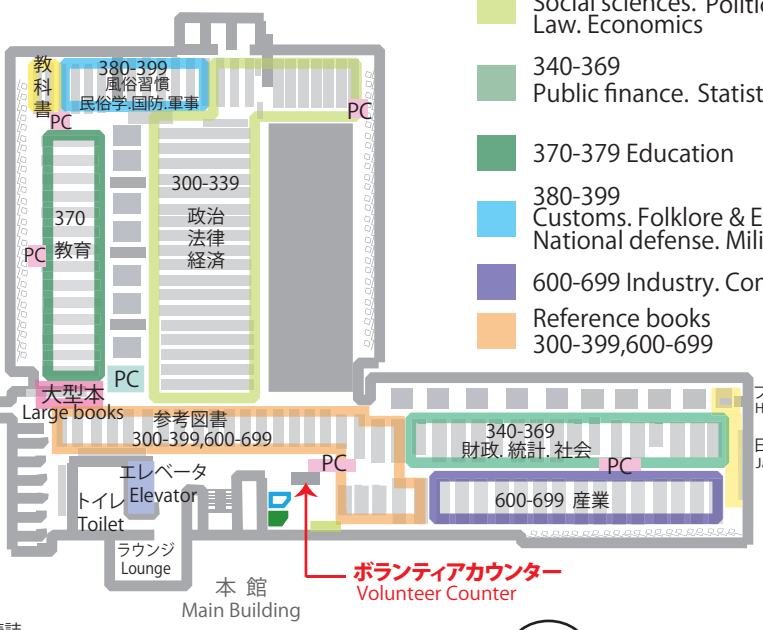 Social sciences. Politic
Law. Economics
340-369
Public finance. Statist
370-379 Education
380-399
Customs. Folklore & E
National defense. Mili
600-699 Industry. Con
Reference books
300-399,600-699
教科書
380-399
風俗習慣
民俗学.国防.軍事
PC
PC
300-339
政治
法律
経済
370
教育
PC
PC
大型本
Large books
参考図書
300-399,600-699
340-369
財政. 統計. 社会
PC
PC
600-699 産業
エレベータ
Elevator
トイレ
Toilet
ラウンジ
Lounge
本 館
Main Building
ボランティアカウンター
Volunteer Counter